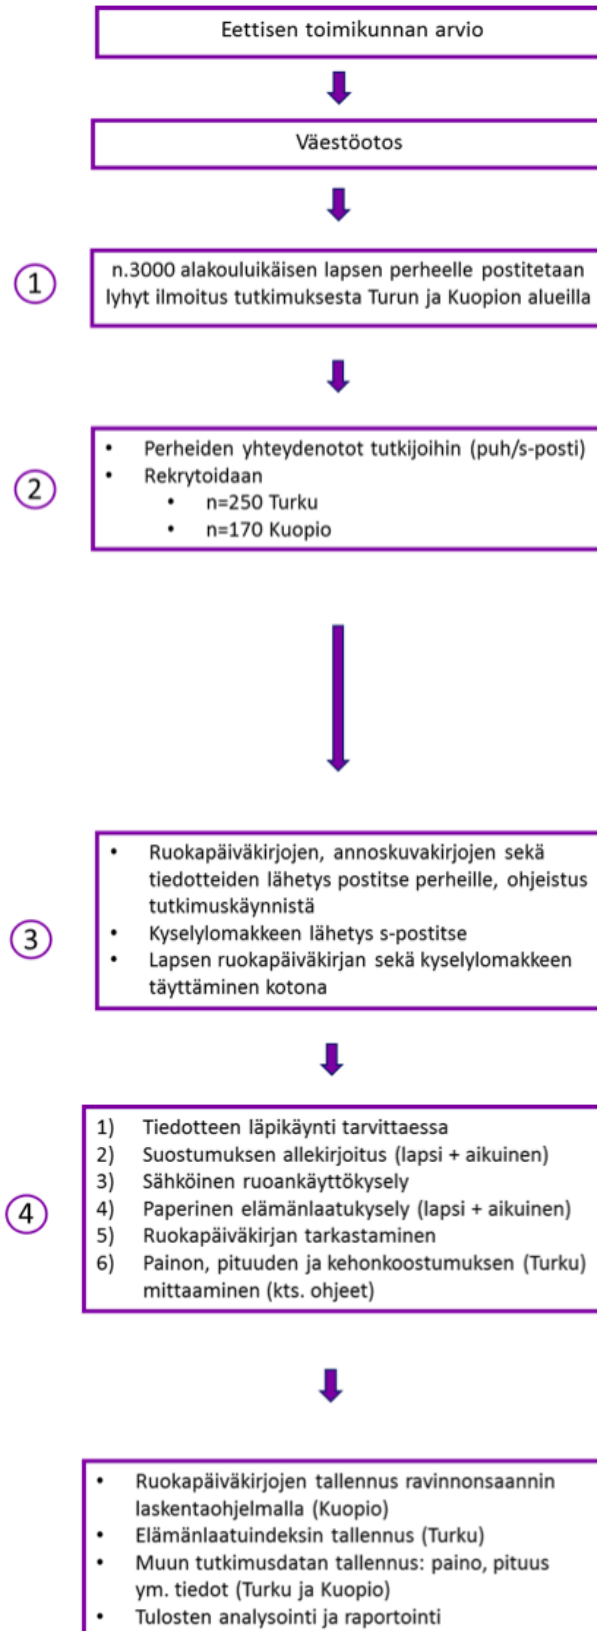 Eettisen toimikunnan arvio
Väestöotos
1
n.3000 alakouluikäisen lapsen perheelle postitetaan
lyhyt ilmoitus tutkimuksesta Turun ja Kuopion alueilla
2
• Perheiden yhteydenotot tutkijoihin (puh/s-posti)
• Rekrytoidaan
• n=250 Turku
• n=170 Kuopio
3
• Ruokapäiväkirjojen, annoskuvakirjojen sekä
tiedotteiden lähetys postitse perheille, ohjeistus
tutkimuskäynnistä
• Kyselylomakkeen lähetys s-postitse
• Lapsen ruokapäiväkirjan sekä kyselylomakkeen
täyttäminen kotona
4
1) Tiedotteen läpikäynti tarvittaessa
2) Suostumuksen allekirjoitus (lapsi + aikuinen)
3) Sähköinen ruoankäyttökysely
4) Paperinen elämänlaatukysely (lapsi + aikuinen)
5) Ruokapäiväkirjan tarkastaminen
6) Painon, pituuden ja kehonkoostumuksen (Turku)
mittaaminen (kts. ohjeet)
• Ruokapäiväkirjojen tallennus ravinnonsaannin
laskentaohjelmalla (Kuopio)
• Elämänlaatuindeksin tallennus (Turku)
• Muun tutkimusdatan tallennus: paino, pituus
ym. tiedot (Turku ja Kuopio)
• Tulosten analysointi ja raportointi